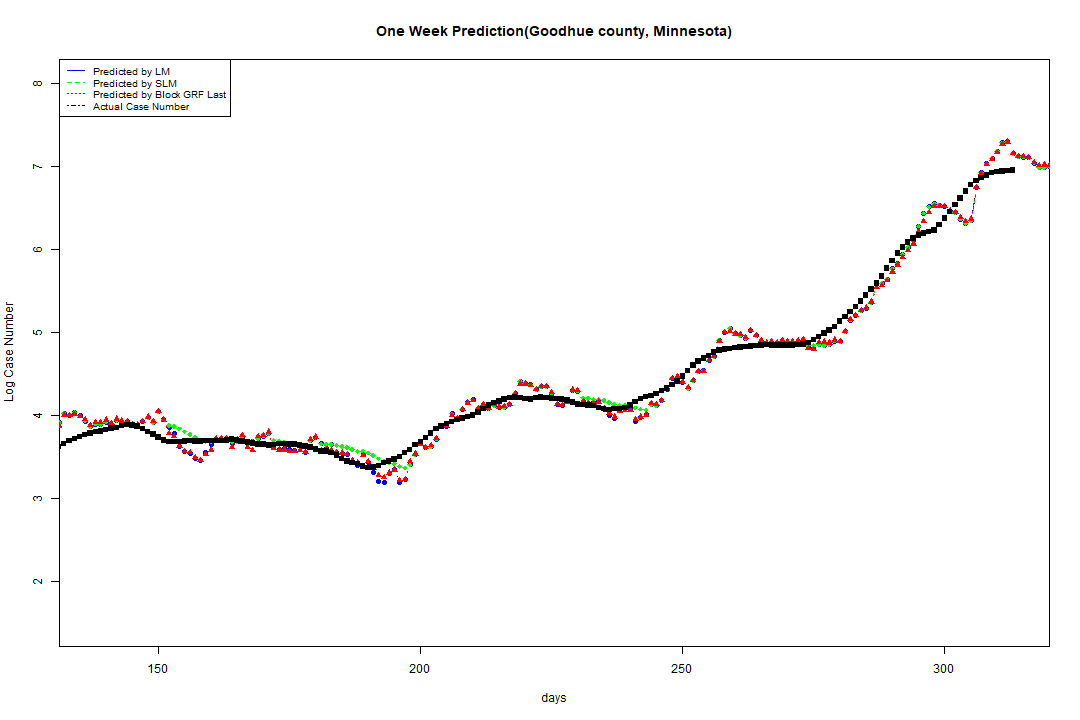 One Week Prediction(Goodhue county, Minnesota)
Predicted by LM
Predicted by SLM
Predicted by Block GRF Last
Actual Case Number
8
7
6
5
4
3
2
Log Case Number
150
200
250
300
days